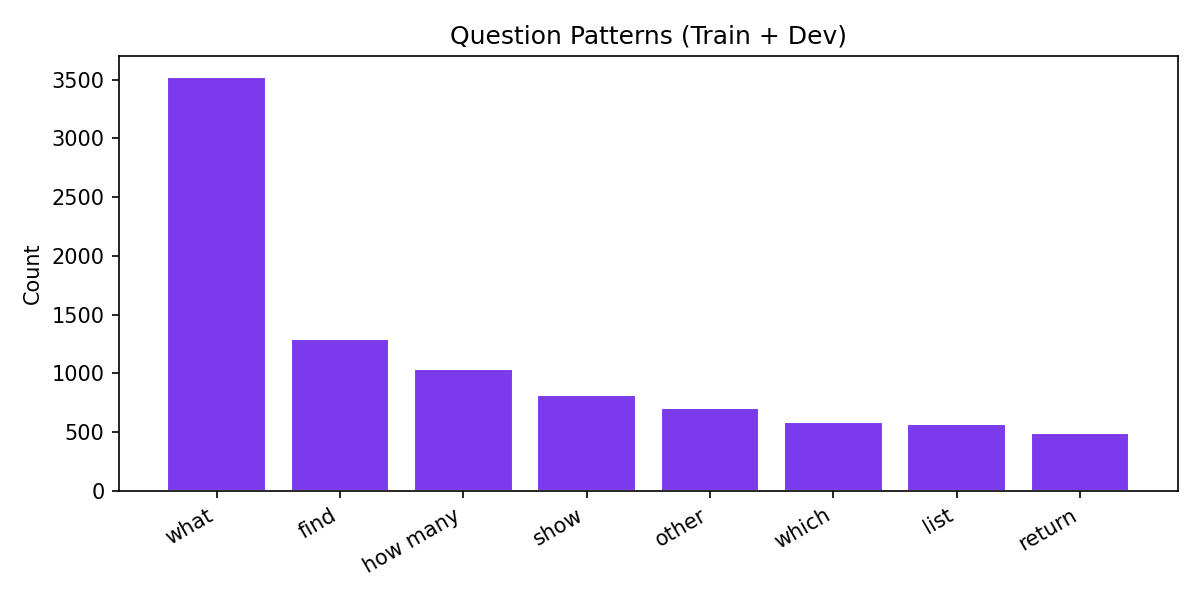 Question Patterns (Train + Dev)
3500
3000
2500
2000
1500
1000
500
0
Count
what
find
how many
show
other
which
list
return